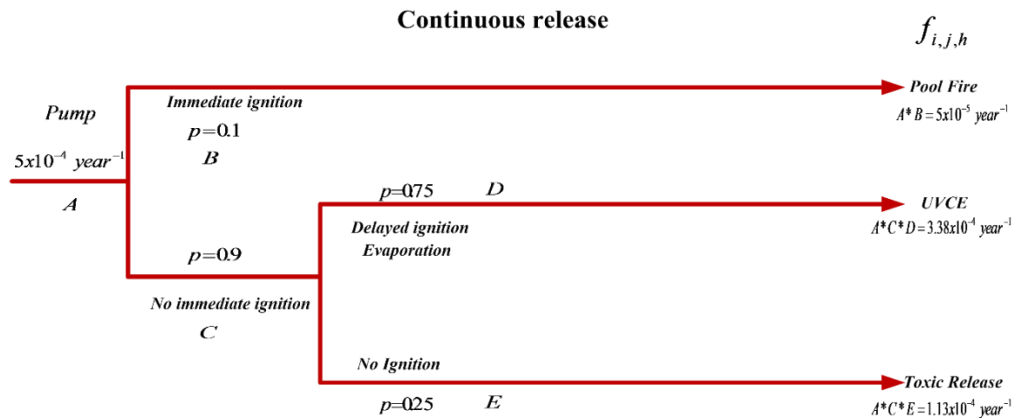 Continuous release
f i,j,h
Pool Fire
A*B=5x10⁻⁵ year⁻¹
Immediate ignition
p=0.1
B
Pump
5x10⁻⁴ year⁻¹
A
p=0.75 D
Delayed ignition
Evaporation
UVCE
A*C*D=3.38x10⁻⁴ year⁻¹
p=0.9
No immediate ignition
C
No Ignition
p=0.25 E
Toxic Release
A*C*E=1.13x10⁻⁴ year⁻¹